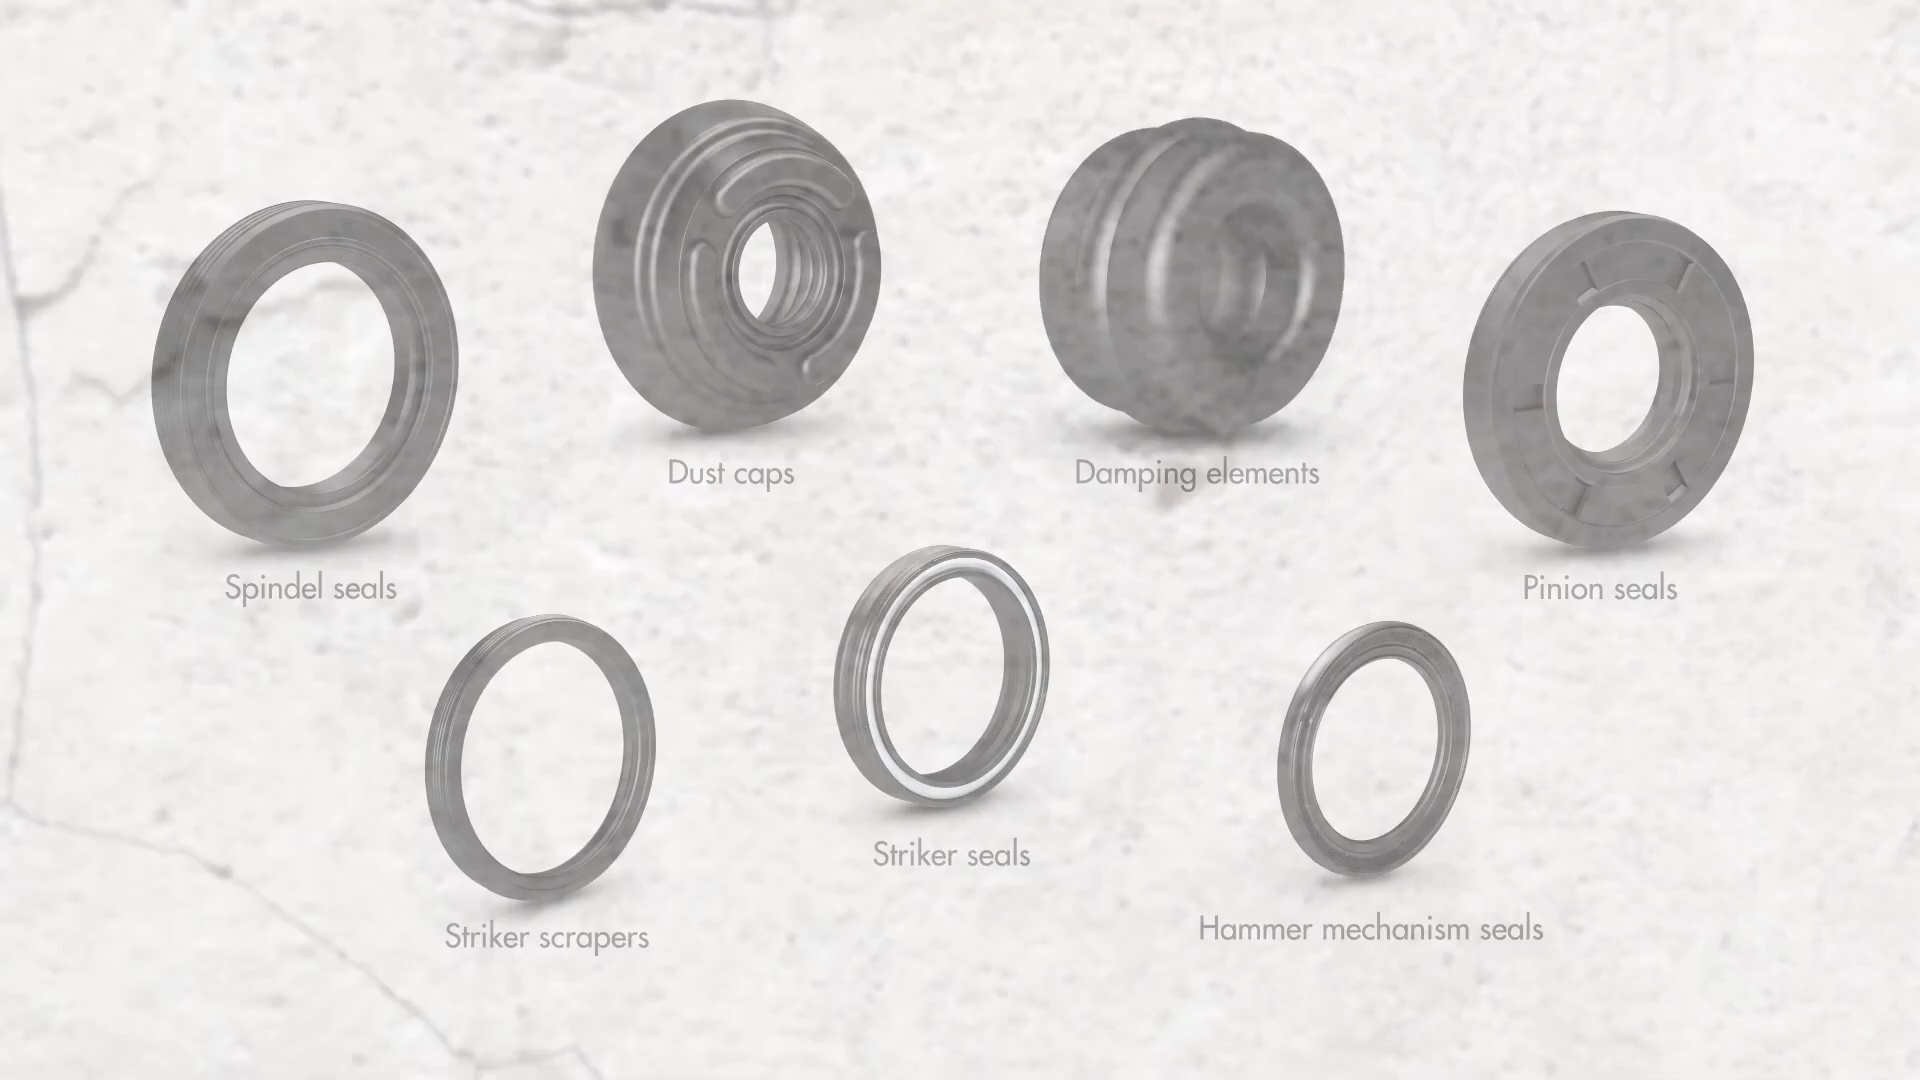 Dust caps
Damping elements
Spindel seals
Pinion seals
Striker seals
Striker scrapers
Hammer mechanism seals